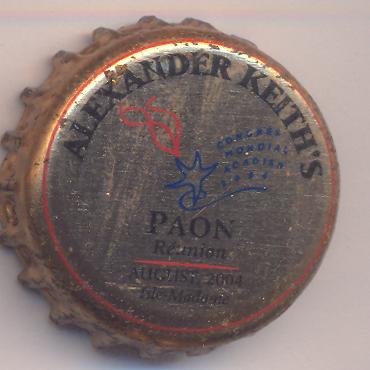 ALEXANDER KEITH'S
CONGRÈS
MONDIAL
ACADIEN
2004
PAON
Réunion
AUGUST, 2004
Isle Madame